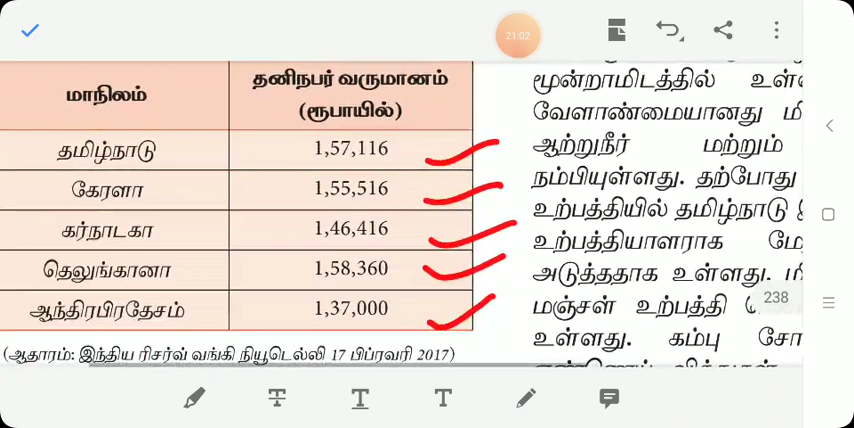 21:02
மாநிலம்
தனிநபர் வருமானம்
(ரூபாயில்)
தமிழ்நாடு 1,57,116
கேரளா 1,55,516
கர்நாடகா 1,46,416
தெலுங்கானா 1,58,360
ஆந்திரபிரதேசம் 1,37,000
(ஆதாரம்: இந்திய ரிசர்வ் வங்கி நியூடெல்லி 17 பிப்ரவரி 2017)
மூன்றாமிடத்தில்
வேளாண்மையானது
ஆற்றுநீர் மற்றும்
நம்பியுள்ளது. தற்போது
உற்பத்தியில் தமிழ்நாடு
உற்பத்தியாளராக
அடுத்ததாக உள்ளது.
மஞ்சள் உற்பத்தி
உள்ளது. கம்பு
238